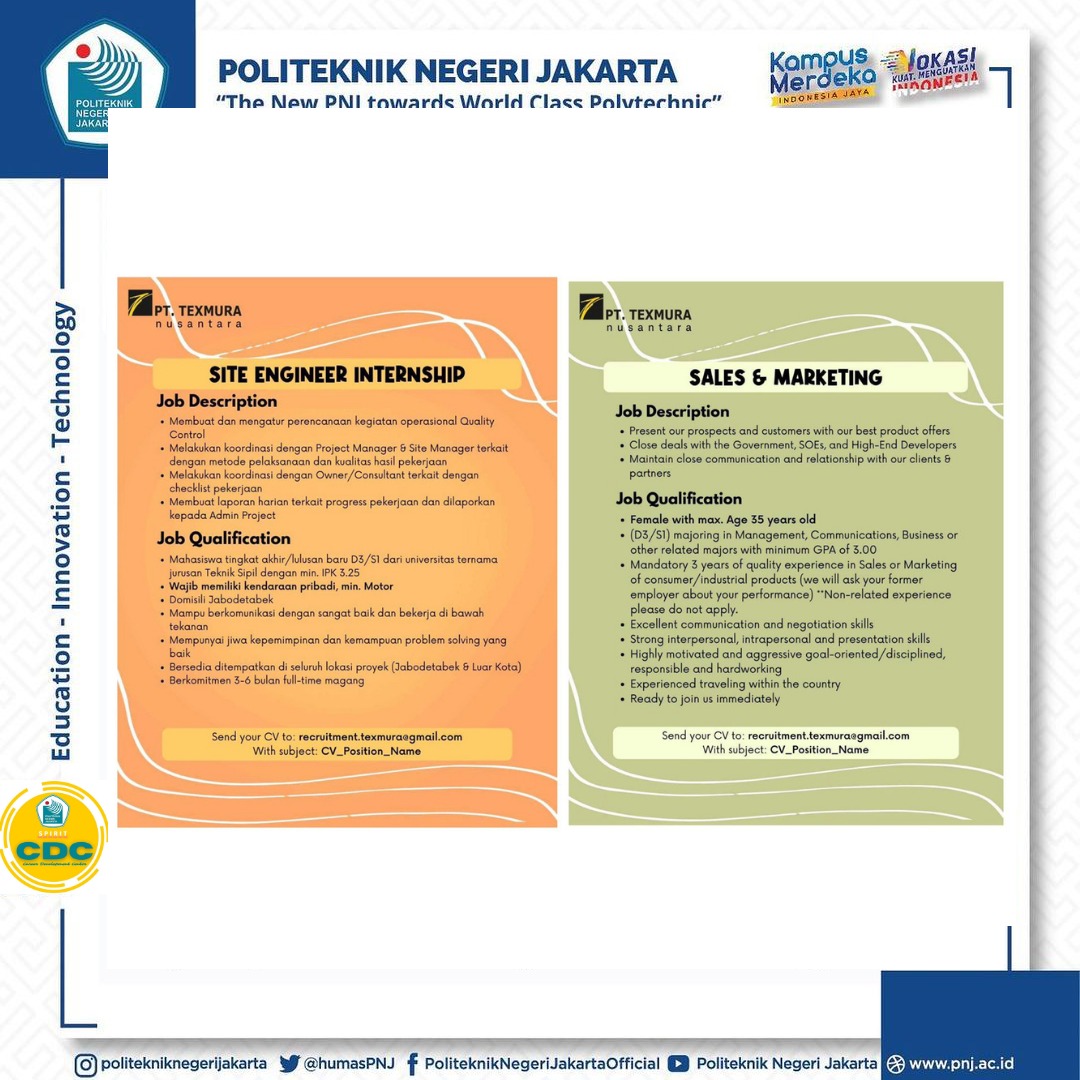 POLITEKNIK
NEGERI
JAKARTA
POLITEKNIK NEGERI JAKARTA
“The New PNJ towards World Class Polytechnic”
Kampus
Merdeka
INDONESIA JAYA
VOKASI
KUAT, MENGUATKAN
INDONESIA
Education - Innovation - Technology
PT. TEXMURA
nusantara
SITE ENGINEER INTERNSHIP
Job Description
• Membuat dan mengatur perencanaan kegiatan operasional Quality
Control
• Melakukan koordinasi dengan Project Manager & Site Manager terkait
dengan metode pelaksanaan dan kualitas hasil pekerjaan
• Melakukan koordinasi dengan Owner/Consultant terkait dengan
checklist pekerjaan
• Membuat laporan harian terkait progress pekerjaan dan dilaporkan
kepada Admin Project
Job Qualification
• Mahasiswa tingkat akhir/lulusan baru D3/S1 dari universitas ternama
jurusan Teknik Sipil dengan min. IPK 3.25
• Wajib memiliki kendaraan pribadi, min. Motor
• Domisili Jabodetabek
• Mampu berkomunikasi dengan sangat baik dan bekerja di bawah
tekanan
• Mempunyai jiwa kepemimpinan dan kemampuan problem solving yang
baik
• Bersedia ditempatkan di seluruh lokasi proyek (Jabodetabek & Luar Kota)
• Berkomitmen 3-6 bulan full-time magang
Send your CV to: recruitment.texmura@gmail.com
With subject: CV_Position_Name
PT. TEXMURA
nusantara
SALES & MARKETING
Job Description
• Present our prospects and customers with our best product offers
• Close deals with the Government, SOEs, and High-End Developers
• Maintain close communication and relationship with our clients &
partners
Job Qualification
• Female with max. Age 35 years old
• (D3/S1) majoring in Management, Communications, Business or
other related majors with minimum GPA of 3.00
• Mandatory 3 years of quality experience in Sales or Marketing
of consumer/industrial products (we will ask your former
employer about your performance) **Non-related experience
please do not apply.
• Excellent communication and negotiation skills
• Strong interpersonal, intrapersonal and presentation skills
• Highly motivated and aggressive goal-oriented/disciplined,
responsible and hardworking
• Experienced traveling within the country
• Ready to join us immediately
Send your CV to: recruitment.texmura@gmail.com
With subject: CV_Position_Name
SPIRIT
CDC
Career Development Center
politekniknegerijakarta @humasPNJ PoliteknikNegeriJakartaOfficial Politeknik Negeri Jakarta www.pnj.ac.id